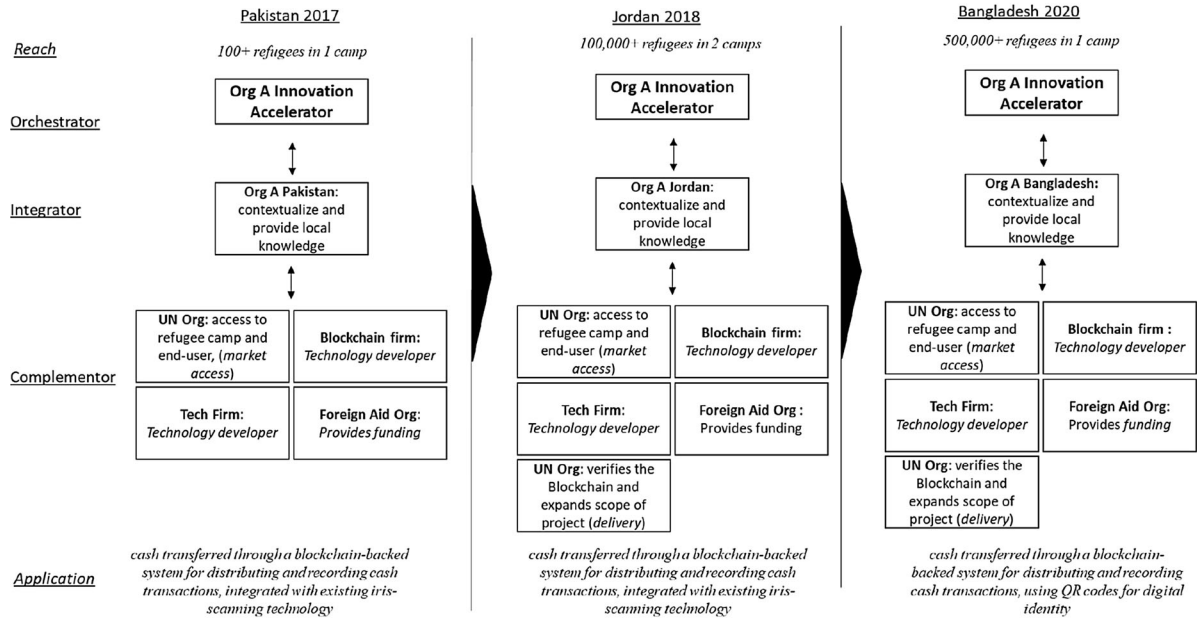 Pakistan 2017
Jordan 2018
Bangladesh 2020
Reach
100+ refugees in 1 camp
100,000+ refugees in 2 camps
500,000+ refugees in 1 camp
Orchestrator
Org A Innovation
Accelerator
Org A Innovation
Accelerator
Org A Innovation
Accelerator
Integrator
Org A Pakistan:
contextualize and
provide local
knowledge
Org A Jordan:
contextualize and
provide local
knowledge
Org A Bangladesh:
contextualize and
provide local
knowledge
Complementor
UN Org: access to
refugee camp and
end-user, (market
access)
Blockchain firm:
Technology developer
Tech Firm:
Technology developer
Foreign Aid Org:
Provides funding
UN Org: access to
refugee camp and
end-user (market
access)
Blockchain firm:
Technology developer
Tech Firm:
Technology developer
Foreign Aid Org :
Provides funding
UN Org: verifies the
Blockchain and
expands scope of
project (delivery)
UN Org: access to
refugee camp and
end-user (market
access)
Blockchain firm :
Technology developer
Tech Firm:
Technology developer
Foreign Aid Org:
Provides funding
UN Org: verifies the
Blockchain and
expands scope of
project (delivery)
Application
cash transferred through a blockchain-backed
system for distributing and recording cash
transactions, integrated with existing iris-
scanning technology
cash transferred through a blockchain-backed
system for distributing and recording cash
transactions, integrated with existing iris-
scanning technology
cash transferred through a blockchain-
backed system for distributing and recording
cash transactions, using QR codes for digital
identity